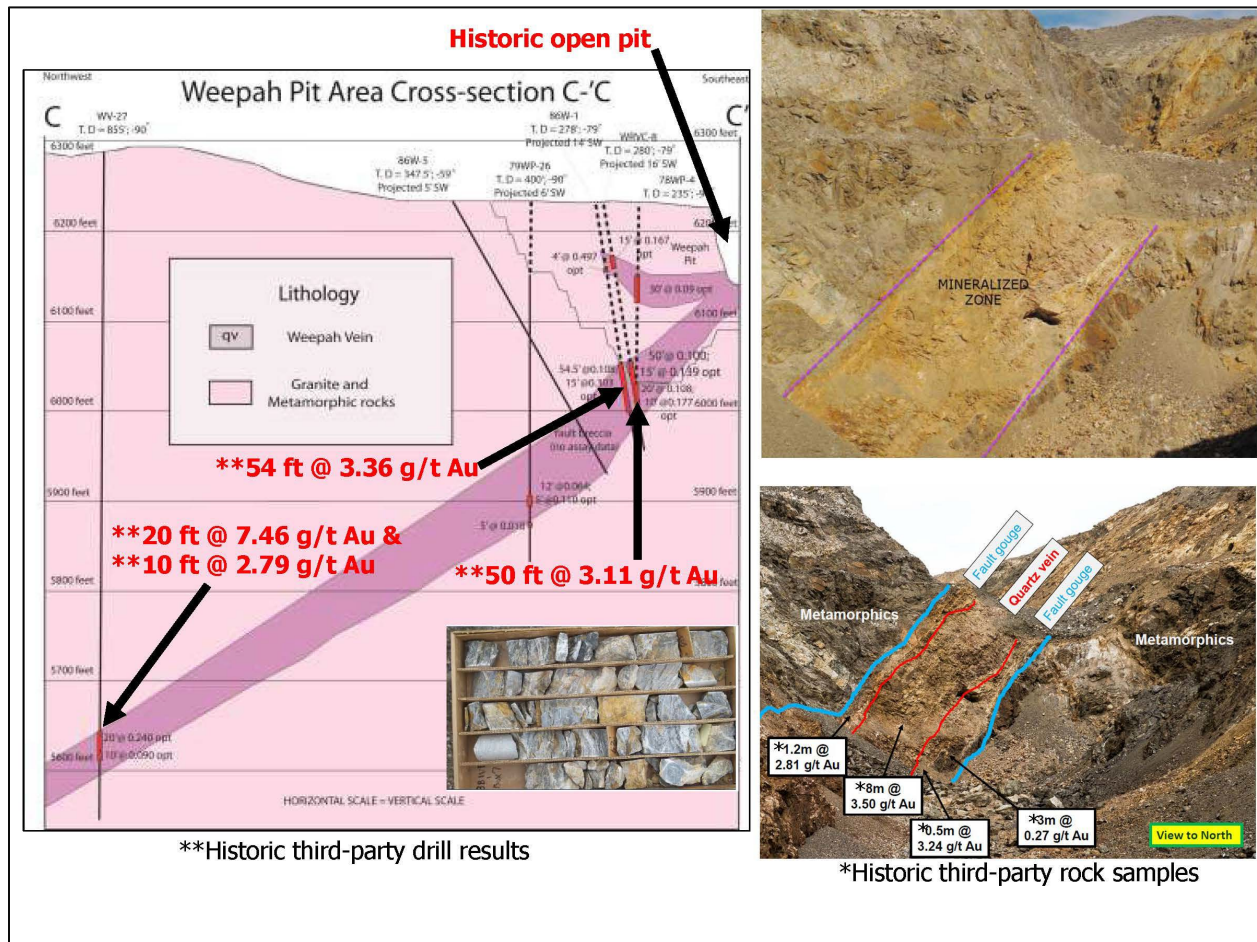 Historic open pit
Northwest
Southeast
Weepah Pit Area Cross-section C-'C
C
C'
WV-27
T. D = 855'; -90°
86W-1
T. D = 278'; -79°
Projected 14' SW
WRVC-8
T. D = 280'; -79°
Projected 16' SW
86W-5
T. D = 347.5'; -59°
Projected 5' SW
79WP-26
T. D = 400'; -90°
Projected 6' SW
78WP-4
T. D = 235';
6300 feet
6300 feet
6200 feet
15' @ 0.167
opt
Weepah
Pit
4' @ 0.497
opt
30' @ 0.09 opt
Lithology
qv
Weepah Vein
Granite and
Metamorphic rocks
6100 feet
6100 feet
50' @ 0.100;
15' @ 0.139 opt
54.5' @0.108
15' @0.103
opt
20' @ 0.108;
10' @0.177
opt
6000 feet
6000 feet
fault breccia
(no assay data)
**54 ft @ 3.36 g/t Au
5900 feet
5900 feet
12' @0.064;
5' @0.110 opt
**20 ft @ 7.46 g/t Au &
**10 ft @ 2.79 g/t Au
**50 ft @ 3.11 g/t Au
5800 feet
5700 feet
5600 feet
20' @ 0.240 opt
10' @ 0.090 opt
HORIZONTAL SCALE = VERTICAL SCALE
**Historic third-party drill results
MINERALIZED
ZONE
Fault gouge
Quartz vein
Fault gouge
Metamorphics
Metamorphics
*1.2m @
2.81 g/t Au
*8m @
3.50 g/t Au
*0.5m @
3.24 g/t Au
*3m @
0.27 g/t Au
View to North
*Historic third-party rock samples